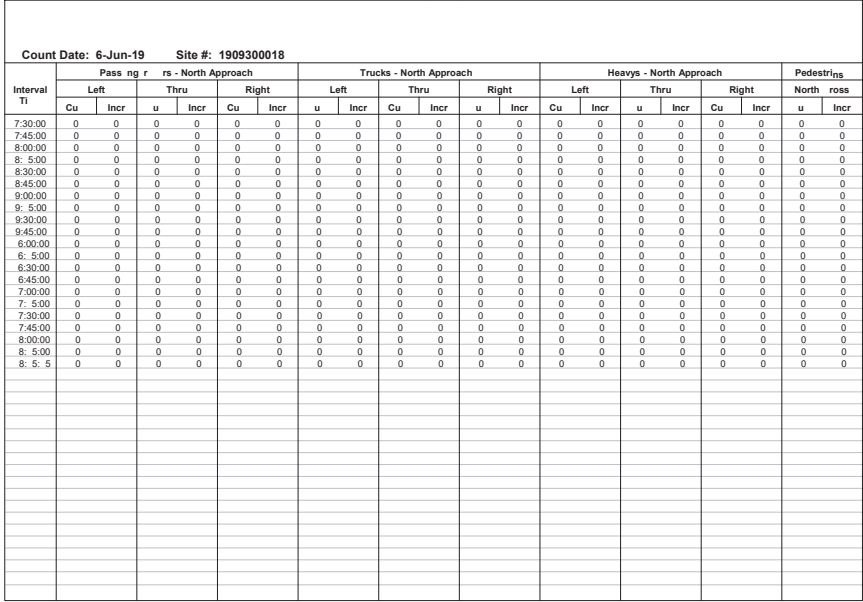 Count Date: 6-Jun-19 Site #: 1909300018
Pass ng r rs - North Approach Trucks - North Approach Heavys - North Approach Pedestrins
Interval Left Thru Right Left Thru Right Left Thru Right North ross
Ti Cu Incr u Incr Cu Incr u Incr Cu Incr u Incr Cu Incr u Incr Cu Incr u Incr
7:30:00 0 0 0 0 0 0 0 0 0 0 0 0 0 0 0 0 0 0 0 0
7:45:00 0 0 0 0 0 0 0 0 0 0 0 0 0 0 0 0 0 0 0 0
8:00:00 0 0 0 0 0 0 0 0 0 0 0 0 0 0 0 0 0 0 0 0
8: 5:00 0 0 0 0 0 0 0 0 0 0 0 0 0 0 0 0 0 0 0 0
8:30:00 0 0 0 0 0 0 0 0 0 0 0 0 0 0 0 0 0 0 0 0
8:45:00 0 0 0 0 0 0 0 0 0 0 0 0 0 0 0 0 0 0 0 0
9:00:00 0 0 0 0 0 0 0 0 0 0 0 0 0 0 0 0 0 0 0 0
9: 5:00 0 0 0 0 0 0 0 0 0 0 0 0 0 0 0 0 0 0 0 0
9:30:00 0 0 0 0 0 0 0 0 0 0 0 0 0 0 0 0 0 0 0 0
9:45:00 0 0 0 0 0 0 0 0 0 0 0 0 0 0 0 0 0 0 0 0
6:00:00 0 0 0 0 0 0 0 0 0 0 0 0 0 0 0 0 0 0 0 0
6: 5:00 0 0 0 0 0 0 0 0 0 0 0 0 0 0 0 0 0 0 0 0
6:30:00 0 0 0 0 0 0 0 0 0 0 0 0 0 0 0 0 0 0 0 0
6:45:00 0 0 0 0 0 0 0 0 0 0 0 0 0 0 0 0 0 0 0 0
7:00:00 0 0 0 0 0 0 0 0 0 0 0 0 0 0 0 0 0 0 0 0
7: 5:00 0 0 0 0 0 0 0 0 0 0 0 0 0 0 0 0 0 0 0 0
7:30:00 0 0 0 0 0 0 0 0 0 0 0 0 0 0 0 0 0 0 0 0
7:45:00 0 0 0 0 0 0 0 0 0 0 0 0 0 0 0 0 0 0 0 0
8:00:00 0 0 0 0 0 0 0 0 0 0 0 0 0 0 0 0 0 0 0 0
8: 5:00 0 0 0 0 0 0 0 0 0 0 0 0 0 0 0 0 0 0 0 0
8: 5: 5 0 0 0 0 0 0 0 0 0 0 0 0 0 0 0 0 0 0 0 0